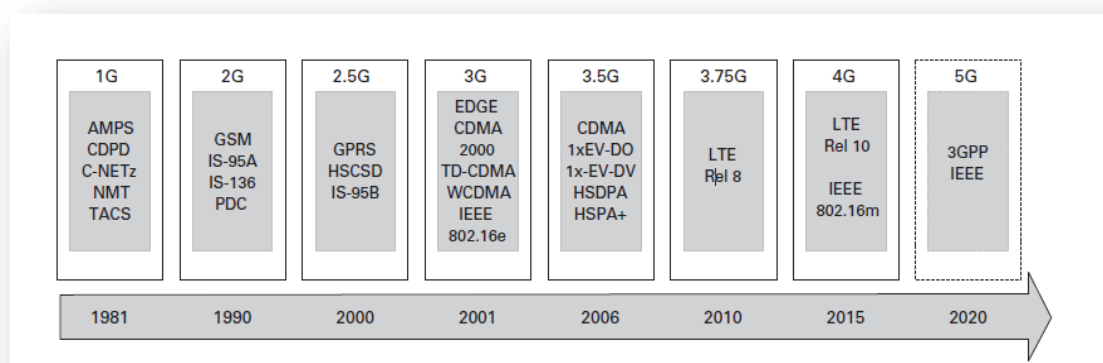 1G
AMPS
CDPD
C-NETz
NMT
TACS
2G
GSM
IS-95A
IS-136
PDC
2.5G
GPRS
HSCSD
IS-95B
3G
EDGE
CDMA
2000
TD-CDMA
WCDMA
IEEE
802.16e
3.5G
CDMA
1xEV-DO
1x-EV-DV
HSDPA
HSPA+
3.75G
LTE
Rel 8
4G
LTE
Rel 10
IEEE
802.16m
5G
3GPP
IEEE
1981
1990
2000
2001
2006
2010
2015
2020